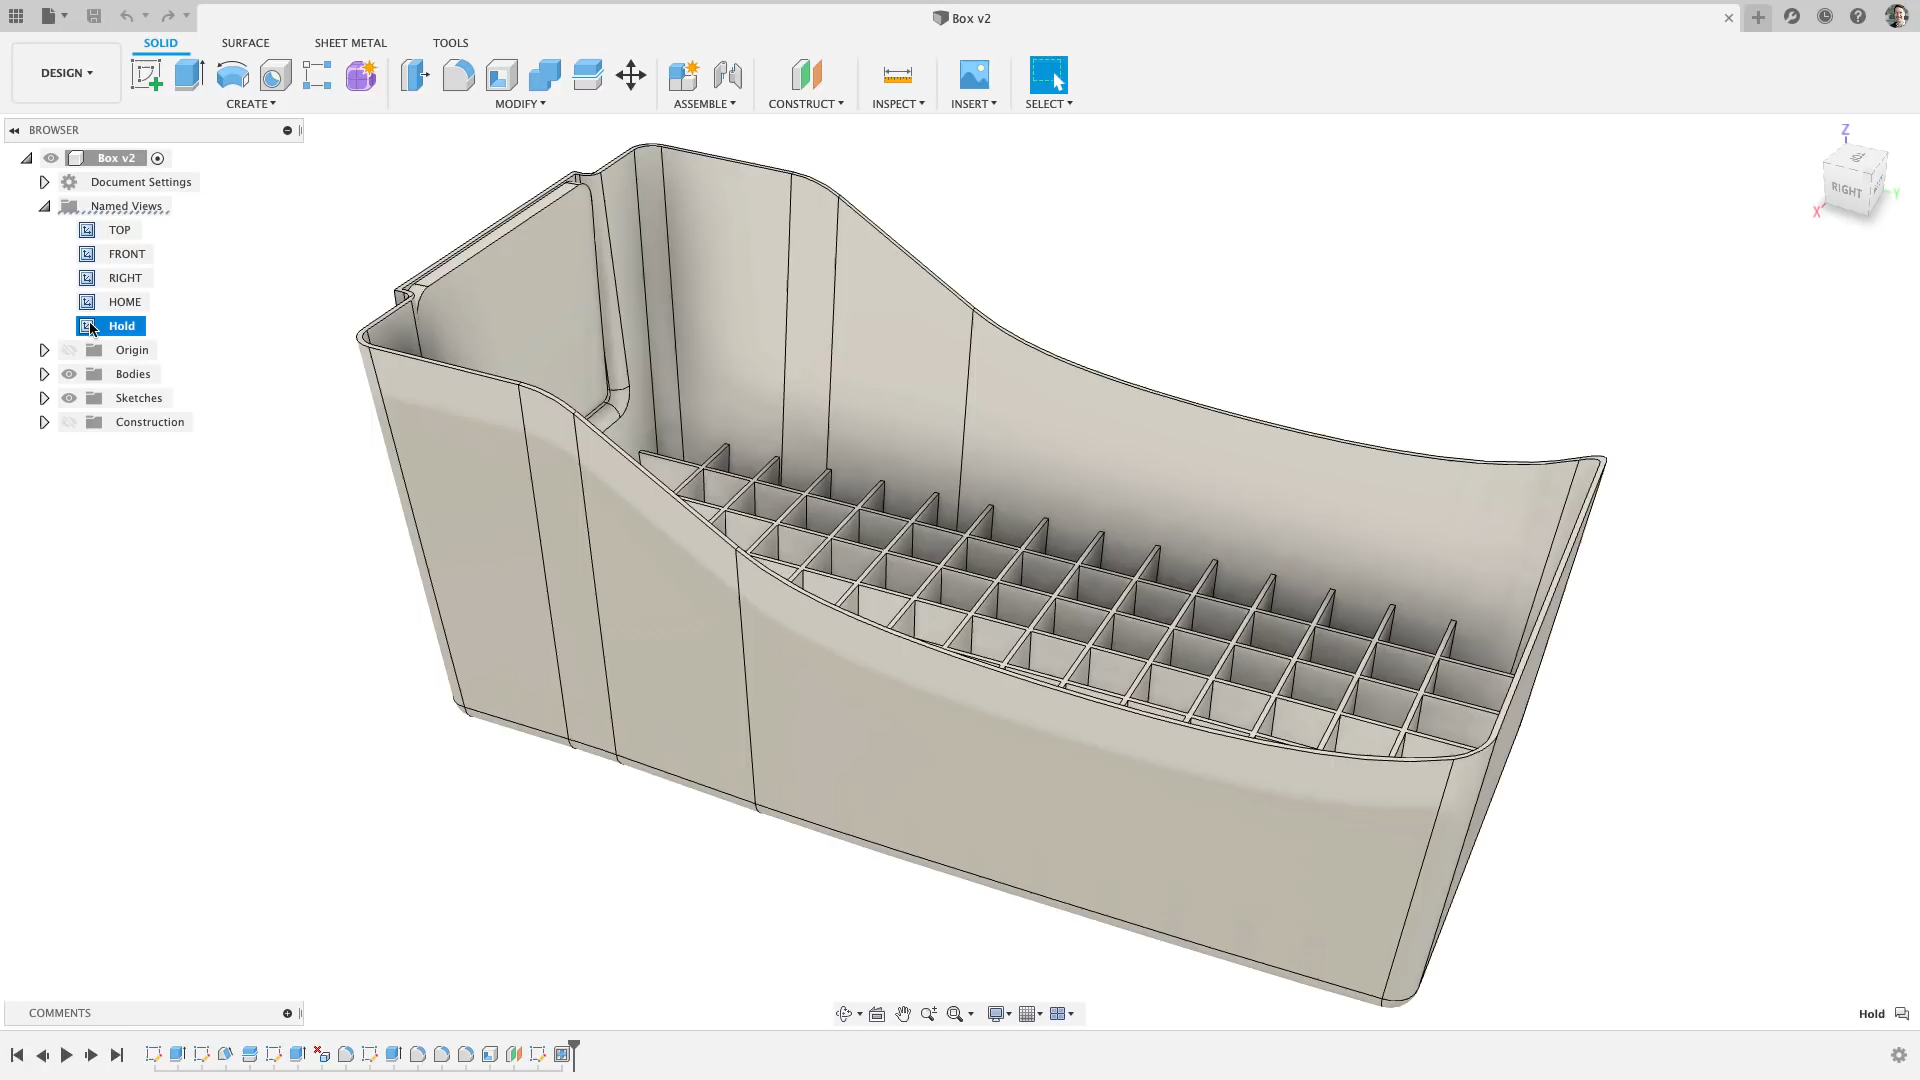 Box v2
DESIGN
SOLID
SURFACE
SHEET METAL
TOOLS
CREATE
MODIFY
ASSEMBLE
CONSTRUCT
INSPECT
INSERT
SELECT
BROWSER
Box v2
Document Settings
Named Views
TOP
FRONT
RIGHT
HOME
Hold
Origin
Bodies
Sketches
Construction
Z
RIGHT
X
Y
COMMENTS
Hold